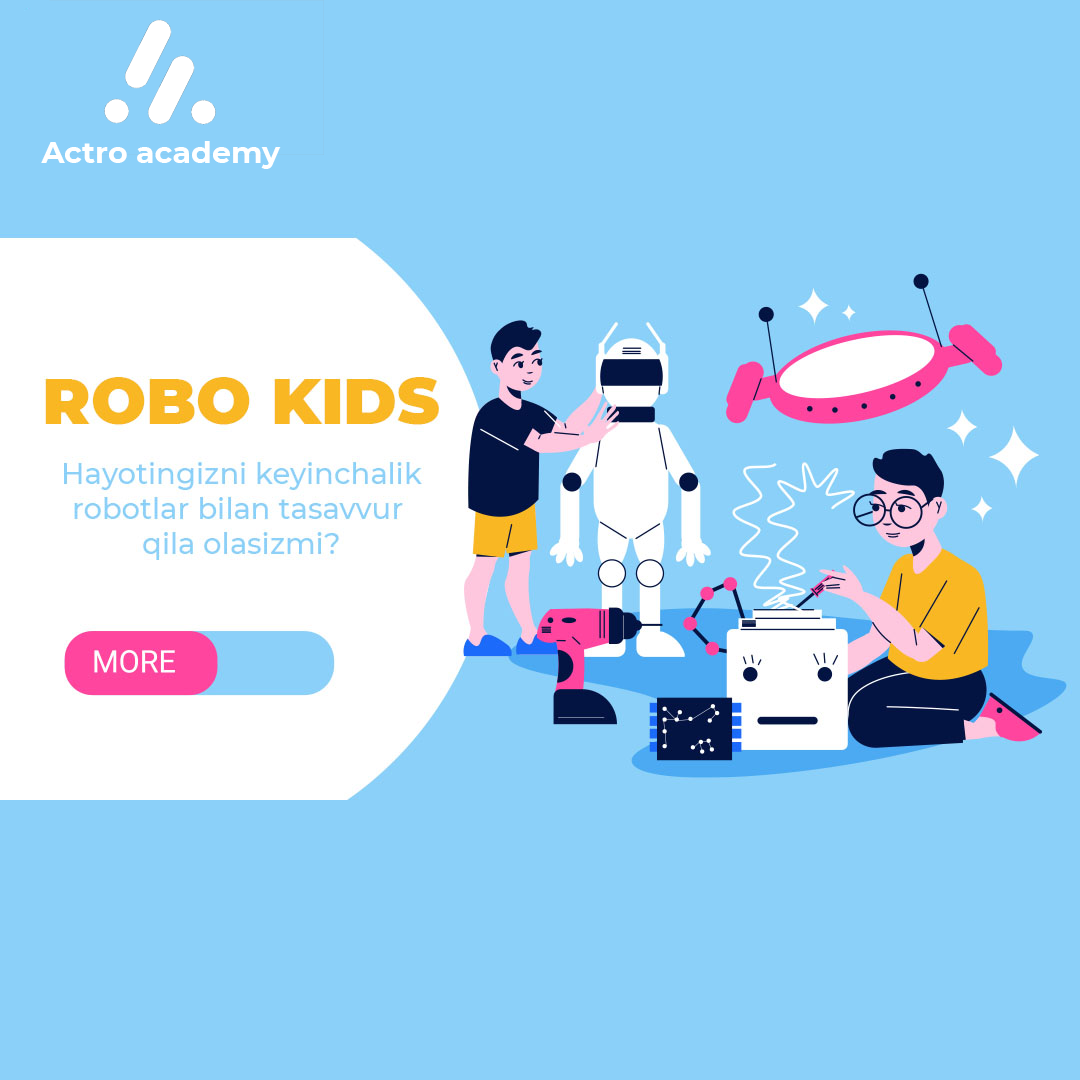 Actro academy
ROBO KIDS
Hayotingizni keyinchalik
robotlar bilan tasavvur
qila olasizmi?
MORE